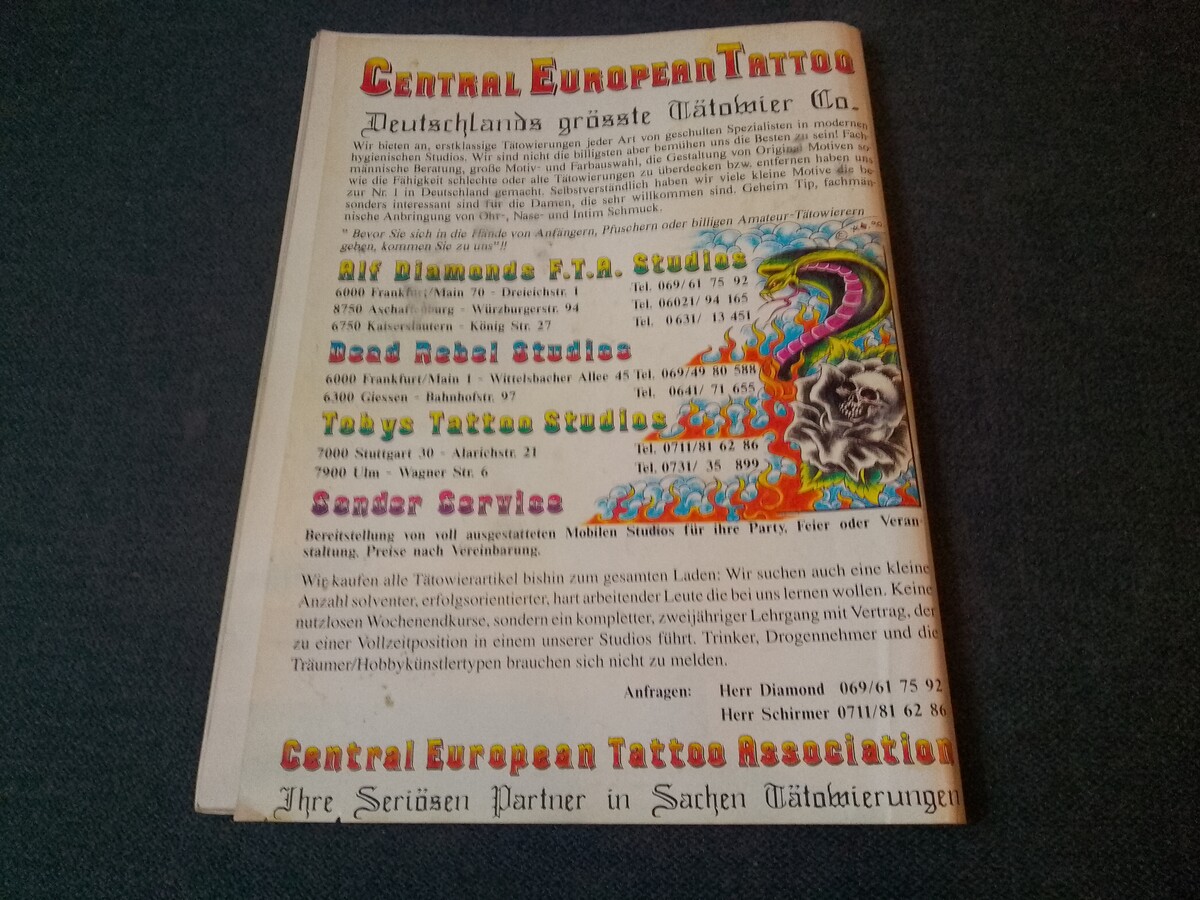 CENTRAL EUROPEAN TATTOO
Deutschlands grösste Tätowier Co.
Wir bieten an, erstklassige Tätowierungen jeder Art von geschulten Spezialisten in modernen
hygienischen Studios. Wir sind nicht die billigsten aber bemühen uns die Besten zu sein! Fach-
männische Beratung, große Motiv- und Farbauswahl, die Gestaltung von Original Motiven so
wie die Fähigkeit schlechte oder alte Tätowierungen zu überdecken bzw. entfernen haben uns
zur Nr. 1 in Deutschland gemacht. Selbstverständlich haben wir viele kleine Motive die be-
sonders interessant sind für die Damen, die sehr willkommen sind. Geheim Tip, fachmän-
nische Anbringung von Ohr-, Nase- und Intim Schmuck.
" Bevor Sie sich in die Hände von Anfängern, Pfuschern oder billigen Amateur-Tätowierern
geben, kommen Sie zu uns"!!
Alf Diamonds F.T.A. Studios
6000 Frankfurt/Main 70 - Dreieichstr. 1 Tel. 069/61 75 92
8750 Aschaffenburg - Würzburgerstr. 94 Tel. 06021/ 94 165
6750 Kaiserslautern - König Str. 27 Tel. 0631/ 13 451
Dead Rebel Studios
6000 Frankfurt/Main 1 - Wittelsbacher Allee 45 Tel. 069/49 80 588
6300 Giessen - Bahnhofstr. 97 Tel. 0641/ 71 655
Tobys Tattoo Studios
7000 Stuttgart 30 - Alarichstr. 21 Tel. 0711/81 62 86
7900 Ulm - Wagner Str. 6 Tel. 0731/ 35 899
Sonder Service
Bereitstellung von voll ausgestatteten Mobilen Studios für ihre Party, Feier oder Veran-
staltung. Preise nach Vereinbarung.
Wir kaufen alle Tätowierartikel bishin zum gesamten Laden: Wir suchen auch eine kleine
Anzahl solventer, erfolgsorientierter, hart arbeitender Leute die bei uns lernen wollen. Keine
nutzlosen Wochenendkurse, sondern ein kompletter, zweijähriger Lehrgang mit Vertrag, der
zu einer Vollzeitposition in einem unserer Studios führt. Trinker, Drogennehmer und die
Träumer/Hobbykünstlertypen brauchen sich nicht zu melden.
Anfragen: Herr Diamond 069/61 75 92
Herr Schirmer 0711/81 62 86
Central European Tattoo Association
Ihre Seriösen Partner in Sachen Tätowierungen